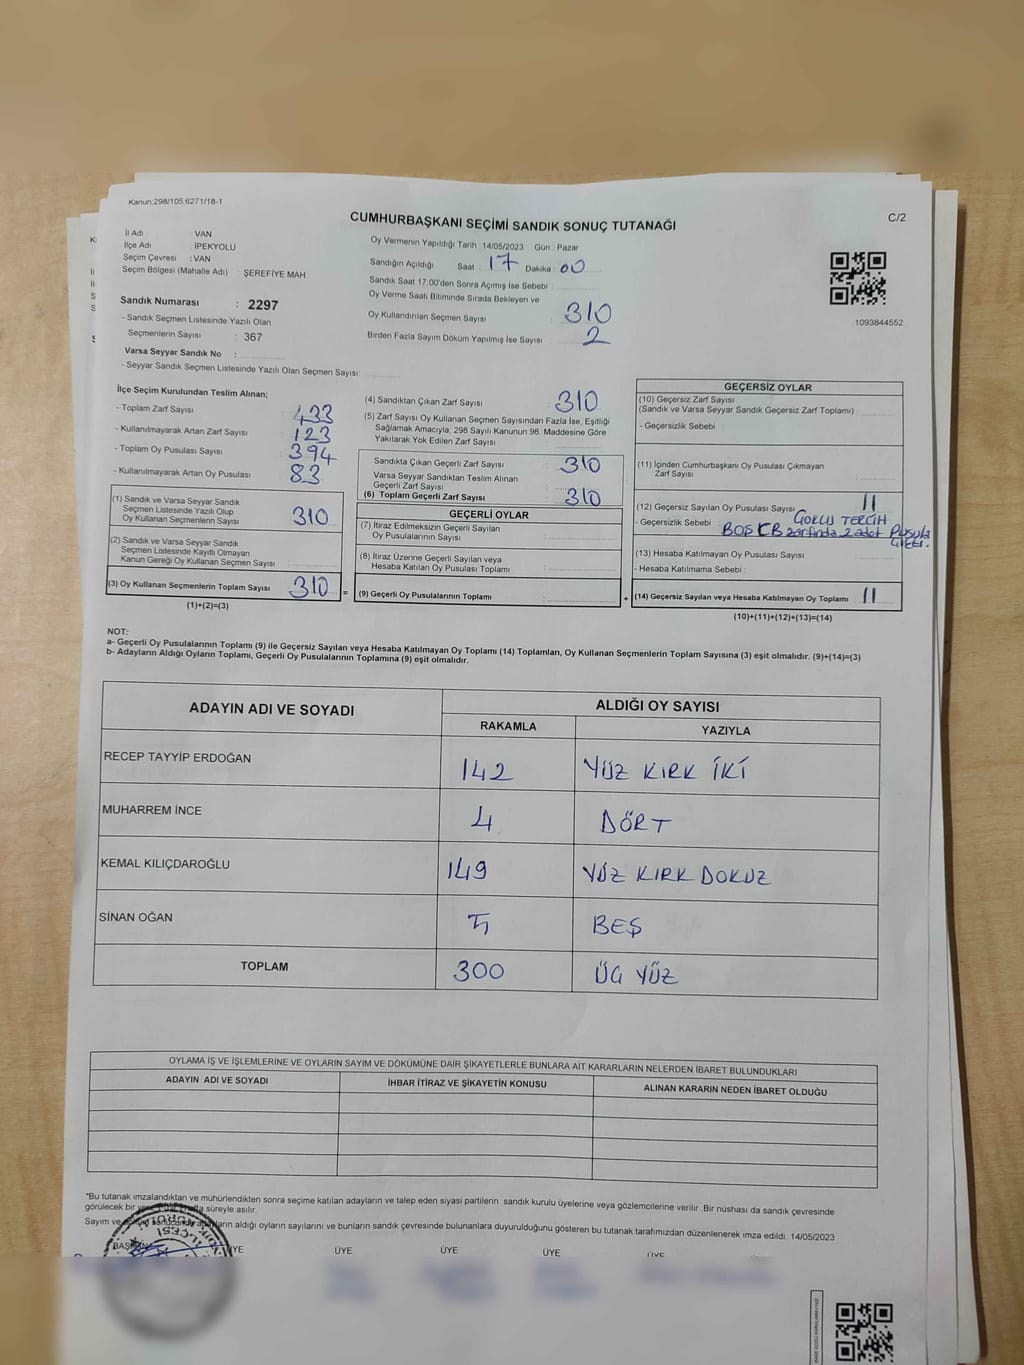 Kanun;298/105,6271/18-1
CUMHURBAŞKANI SEÇİMİ SANDIK SONUÇ TUTANAĞI
C/2
İl Adı : VAN
İlçe Adı : İPEKYOLU
Seçim Çevresi : VAN
Seçim Bölgesi (Mahalle Adı) : ŞEREFİYE MAH
Sandık Numarası : 2297
- Sandık Seçmen Listesinde Yazılı Olan
Seçmenlerin Sayısı : 367
Varsa Seyyar Sandık No :
- Seyyar Sandık Seçmen Listesinde Yazılı Olan Seçmen Sayısı:
Oy Vermenin Yapıldığı Tarih : 14/05/2023 Gün : Pazar
Sandığın Açıldığı Saat : 17 Dakika : 00
Sandık Saat 17.00'den Sonra Açımış İse Sebebi :
Oy Verme Saati Bitiminde Sırada Bekleyen ve
Oy Kullandırılan Seçmen Sayısı : 310
Birden Fazla Sayım Döküm Yapılmış İse Sayısı : 2
1093844552
İlçe Seçim Kurulundan Teslim Alınan;
- Toplam Zarf Sayısı : 433
- Kullanılmayarak Artan Zarf Sayısı : 123
- Toplam Oy Pusulası Sayısı : 394
- Kullanılmayarak Artan Oy Pusulası : 83
(1) Sandık ve Varsa Seyyar Sandık
Seçmen Listesinde Yazılı Olup
Oy Kullanan Seçmenlerin Sayısı : 310
(2) Sandık ve Varsa Seyyar Sandık
Seçmen Listesinde Kayıtlı Olmayan
Kanun Gereği Oy Kullanan Seçmen Sayısı :
(3) Oy Kullanan Seçmenlerin Toplam Sayısı : 310 =
(1)+(2)=(3)
(4) Sandıktan Çıkan Zarf Sayısı : 310
(5) Zarf Sayısı Oy Kullanan Seçmen Sayısından Fazla İse, Eşitliği
Sağlamak Amacıyla; 298 Sayılı Kanunun 98. Maddesine Göre
Yakılarak Yok Edilen Zarf Sayısı :
Sandıkta Çıkan Geçerli Zarf Sayısı : 310
Varsa Seyyar Sandıktan Teslim Alınan
Geçerli Zarf Sayısı :
(6) Toplam Geçerli Zarf Sayısı : 310
GEÇERLİ OYLAR
(7) İtiraz Edilmeksizin Geçerli Sayılan
Oy Pusulalarının Sayısı :
(8) İtiraz Üzerine Geçerli Sayılan veya
Hesaba Katılan Oy Pusulası Toplamı :
(9) Geçerli Oy Pusulalarının Toplamı : +
GEÇERSİZ OYLAR
(10) Geçersiz Zarf Sayısı
(Sandık ve Varsa Seyyar Sandık Geçersiz Zarf Toplamı) :
- Geçersizlik Sebebi :
(11) İçinden Cumhurbaşkanı Oy Pusulası Çıkmayan
Zarf Sayısı :
(12) Geçersiz Sayılan Oy Pusulası Sayısı : 11
- Geçersizlik Sebebi : TERCİH
BOŞ CB zarfında 2 adet Pusula
(13) Hesaba Katılmayan Oy Pusulası Sayısı :
- Hesaba Katılmama Sebebi :
(14) Geçersiz Sayılan veya Hesaba Katılmayan Oy Toplamı : 11
(10)+(11)+(12)+(13)=(14)
NOT:
a- Geçerli Oy Pusulalarının Toplamı (9) ile Geçersiz Sayılan veya Hesaba Katılmayan Oy Toplamı (14) Toplamları, Oy Kullanan Seçmenlerin Toplam Sayısına (3) eşit olmalıdır. (9)+(14)=(3)
b- Adayların Aldığı Oyların Toplamı, Geçerli Oy Pusulalarının Toplamına (9) eşit olmalıdır.
ADAYIN ADI VE SOYADI
ALDIĞI OY SAYISI
RAKAMLA YAZIYLA
RECEP TAYYİP ERDOĞAN 142 YÜZ KIRK İKİ
MUHARREM İNCE 4 DÖRT
KEMAL KILIÇDAROĞLU 149 YÜZ KIRK DOKUZ
SİNAN OĞAN 5 BEŞ
TOPLAM 300 ÜÇ YÜZ
OYLAMA İŞ VE İŞLEMLERİNE VE OYLARIN SAYIM VE DÖKÜMÜNE DAİR ŞİKAYETLERLE BUNLARA AİT KARARLARIN NELERDEN İBARET BULUNDUKLARI
ADAYIN ADI VE SOYADI İHBAR İTİRAZ VE ŞİKAYETİN KONUSU ALINAN KARARIN NEDEN İBARET OLDUĞU
*Bu tutanak imzalandıktan ve mühürlendikten sonra seçime katılan adayların ve talep eden siyasi partilerin sandık kurulu üyelerine veya gözlemcilerine verilir. Bir nüshası da sandık çevresinde
görülecek bir yere bir hafta süreyle asılır.
Sayım ve döküm sonucunda adayların aldığı oyların sayılarını ve bunların sandık çevresinde bulunanlara duyurulduğunu gösteren bu tutanak tarafımızdan düzenlenerek imza edildi. 14/05/2023
BAŞKAN ÜYE ÜYE ÜYE ÜYE ÜYE